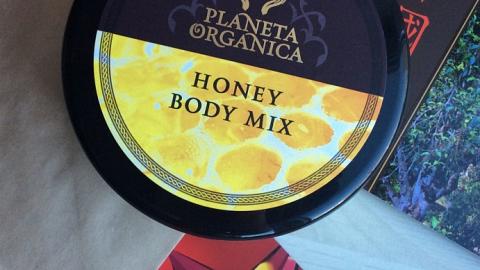 PLANETA
ORGANICA
HONEY
BODY MIX